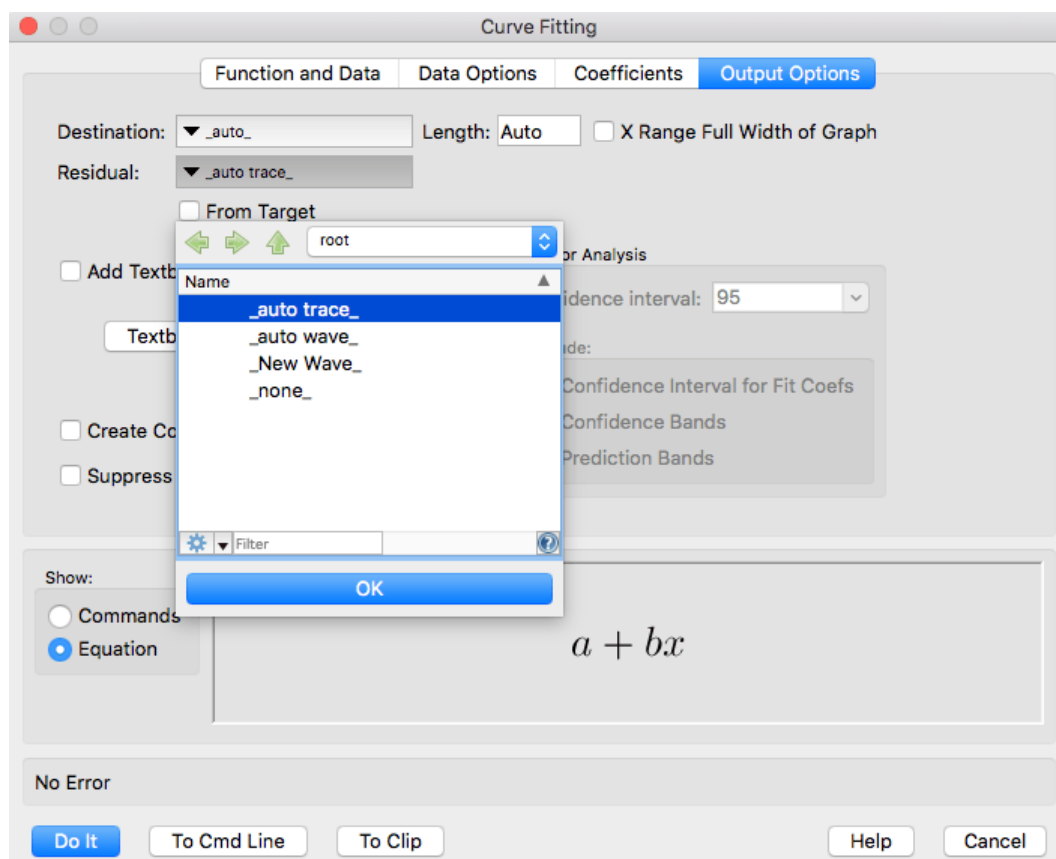 Curve Fitting
Function and Data Data Options Coefficients Output Options
Destination: _auto_ Length: Auto X Range Full Width of Graph
Residual: _auto trace_
From Target
root
Add Textb
or Analysis
Name
idence interval: 95
_auto trace_
Textb
_auto wave_
_New Wave_
_none_
Confidence Interval for Fit Coefs
Create Co
Confidence Bands
Prediction Bands
Suppress
Filter
OK
Show:
Commands
Equation
a + bx
No Error
Do It To Cmd Line To Clip Help Cancel